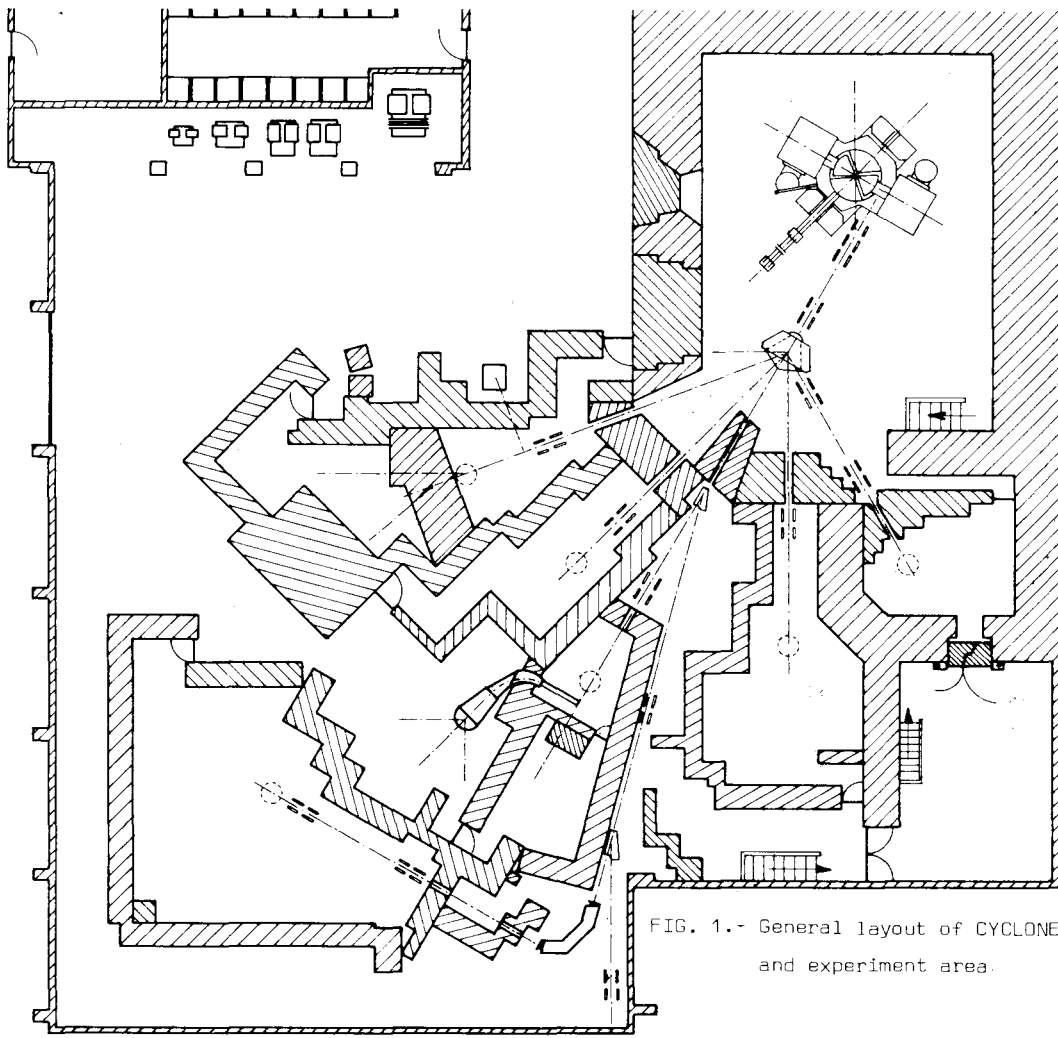 FIG. 1.- General layout of CYCLONE
and experiment area.